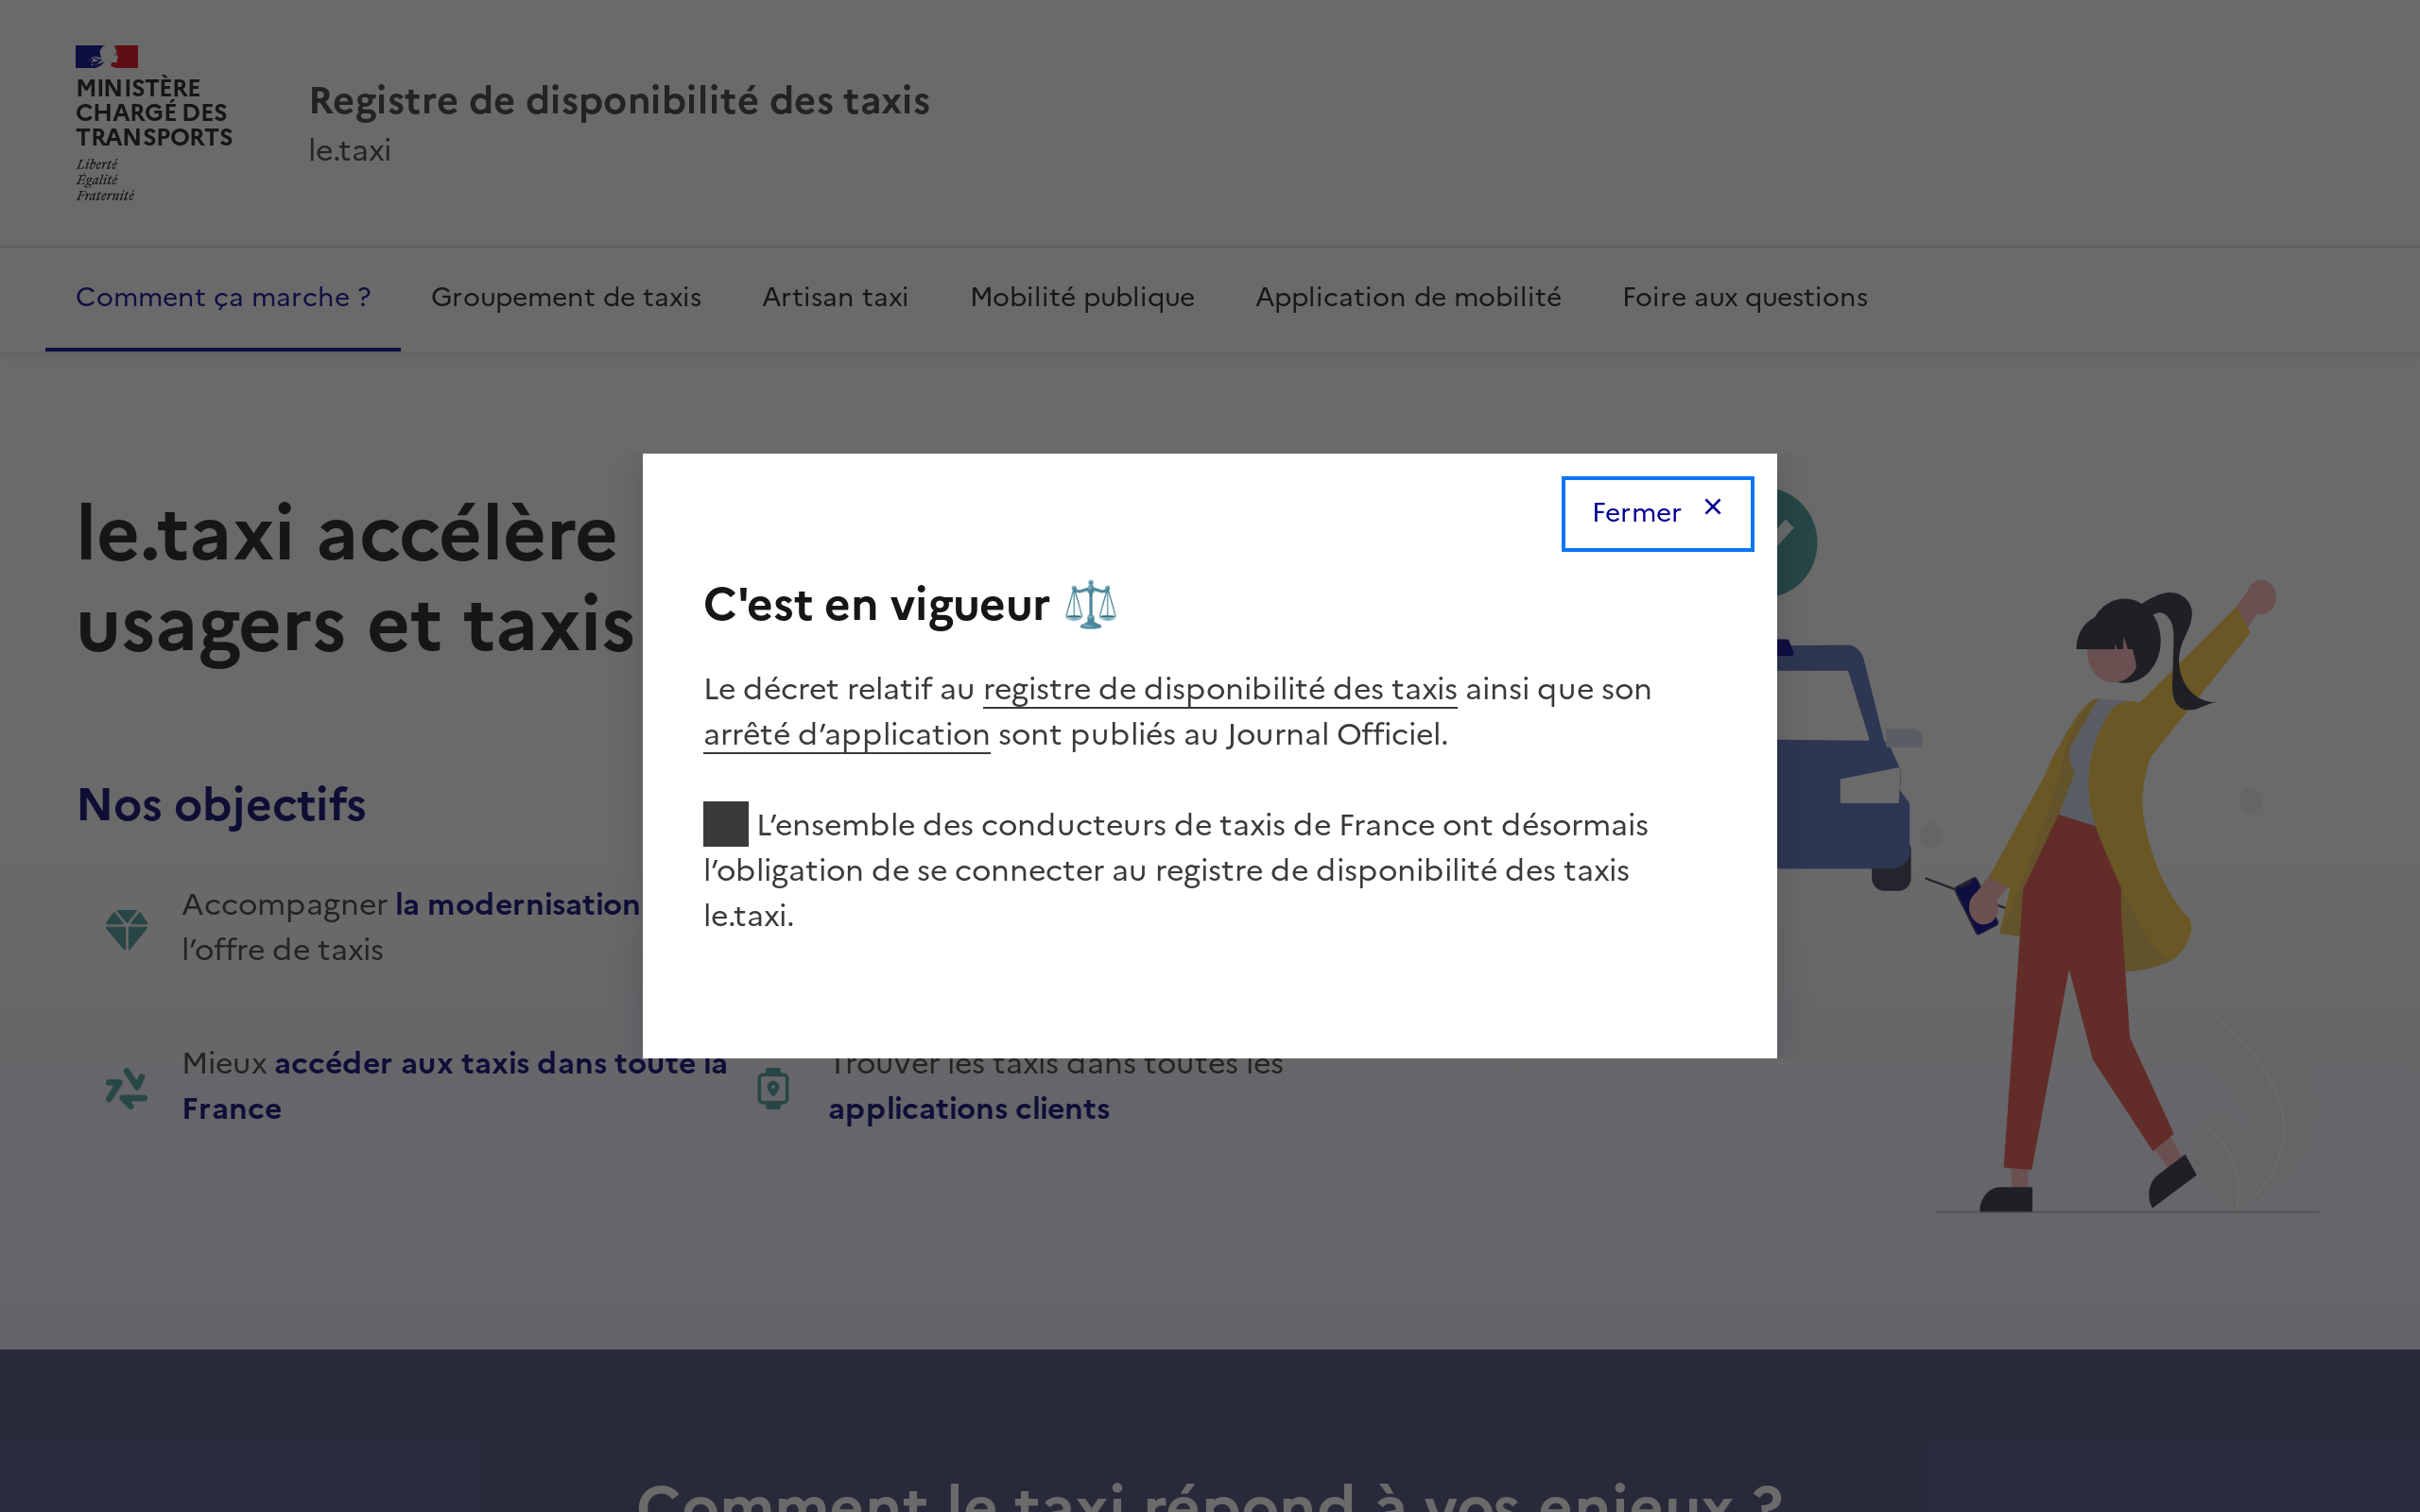 MINISTÈRE
CHARGÉ DES
TRANSPORTS
Liberté
Égalité
Fraternité
Registre de disponibilité des taxis
le.taxi
Comment ça marche ?
Groupement de taxis
Artisan taxi
Mobilité publique
Application de mobilité
Foire aux questions
le.taxi accélère
usagers et taxis
Nos objectifs
Accompagner la modernisation
l’offre de taxis
Mieux accéder aux taxis dans toute la
France
Trouver les taxis dans toutes les
applications clients
Fermer ×
C'est en vigueur ⚖️
Le décret relatif au registre de disponibilité des taxis ainsi que son
arrêté d’application sont publiés au Journal Officiel.
L’ensemble des conducteurs de taxis de France ont désormais
l’obligation de se connecter au registre de disponibilité des taxis
le.taxi.
Comment le taxi répond à vos enjeux ?